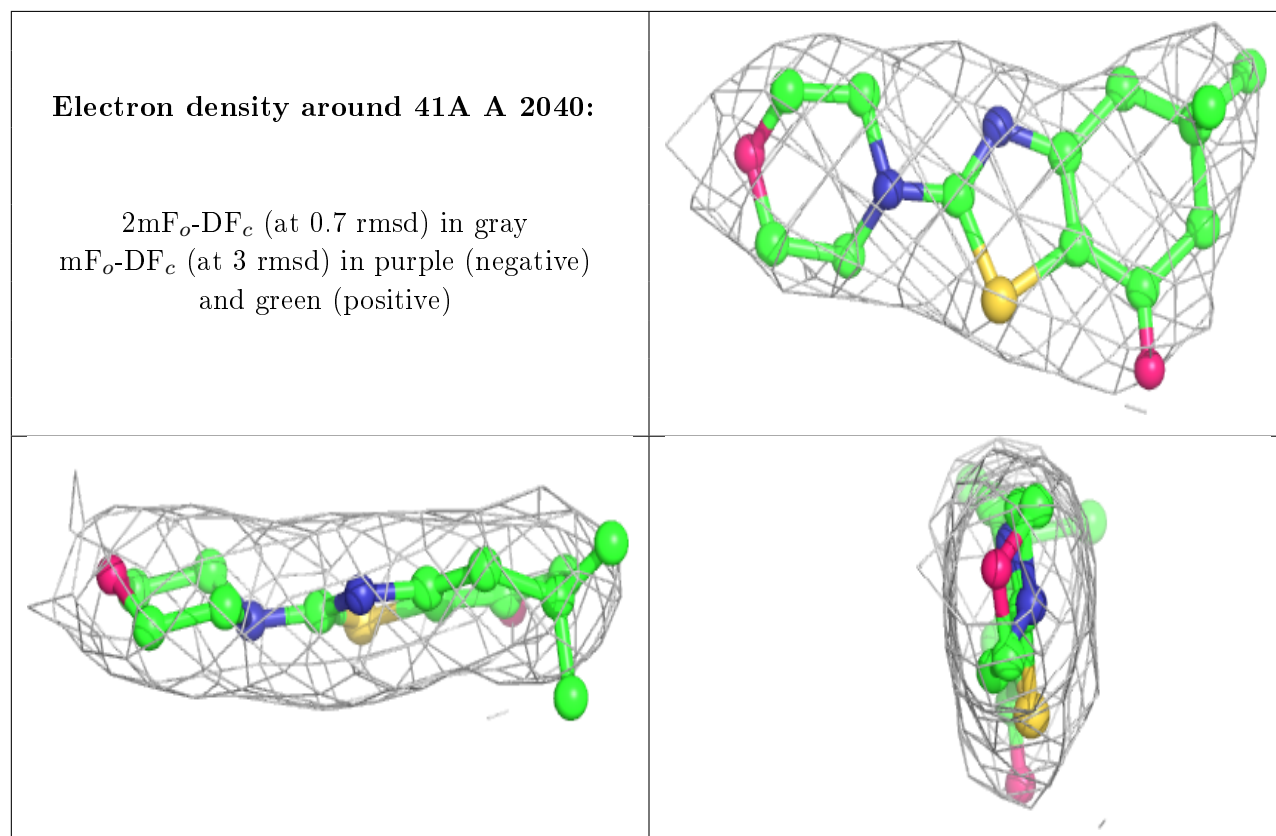 Electron density around 41A A 2040:
2mFₒ-DF𝒸 (at 0.7 rmsd) in gray
mFₒ-DF𝒸 (at 3 rmsd) in purple (negative)
and green (positive)